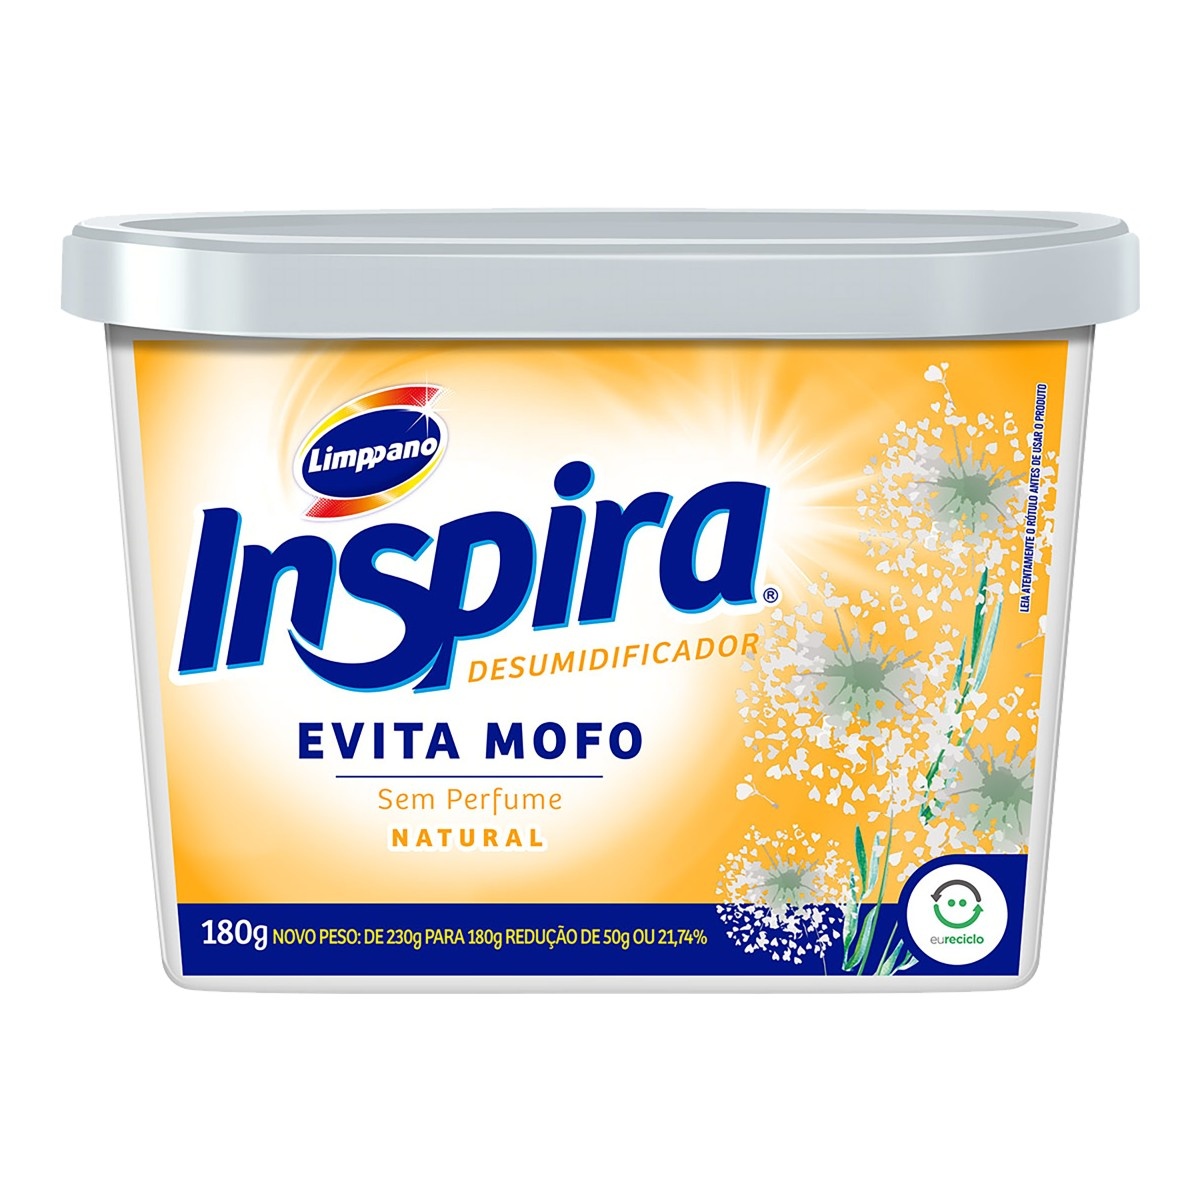 Limppano
Inspira®
DESUMIDIFICADOR
EVITA MOFO
Sem Perfume
NATURAL
180g NOVO PESO: DE 230g PARA 180g REDUÇÃO DE 50g OU 21,74%
LEIA ATENTAMENTE O RÓTULO ANTES DE USAR O PRODUTO
eureciclo